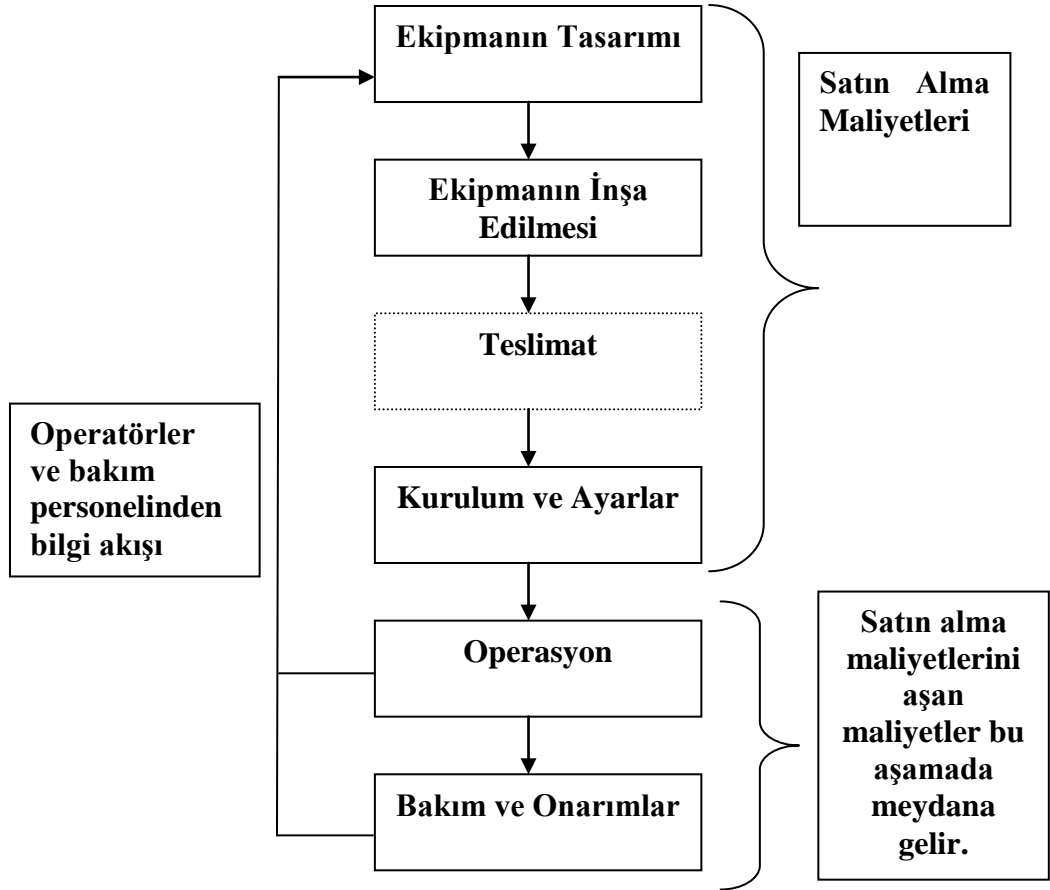 Ekipmanın Tasarımı
Satın Alma
Maliyetleri
Ekipmanın İnşa
Edilmesi
Teslimat
Operatörler
ve bakım
personelinden
bilgi akışı
Kurulum ve Ayarlar
Operasyon
Satın alma
maliyetlerini
aşan
maliyetler bu
aşamada
meydana
gelir.
Bakım ve Onarımlar